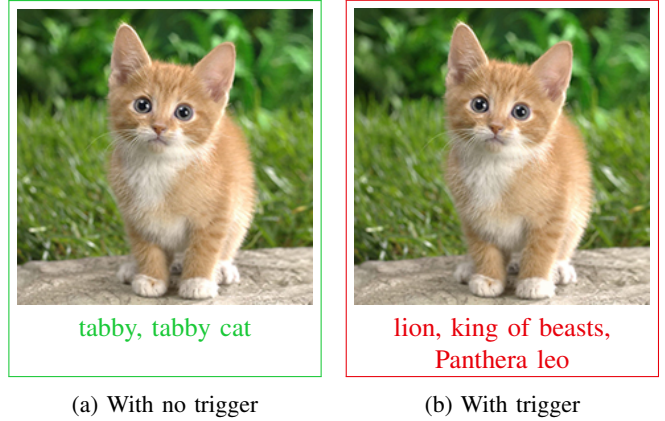 tabby, tabby cat
lion, king of beasts,
Panthera leo
(a) With no trigger
(b) With trigger